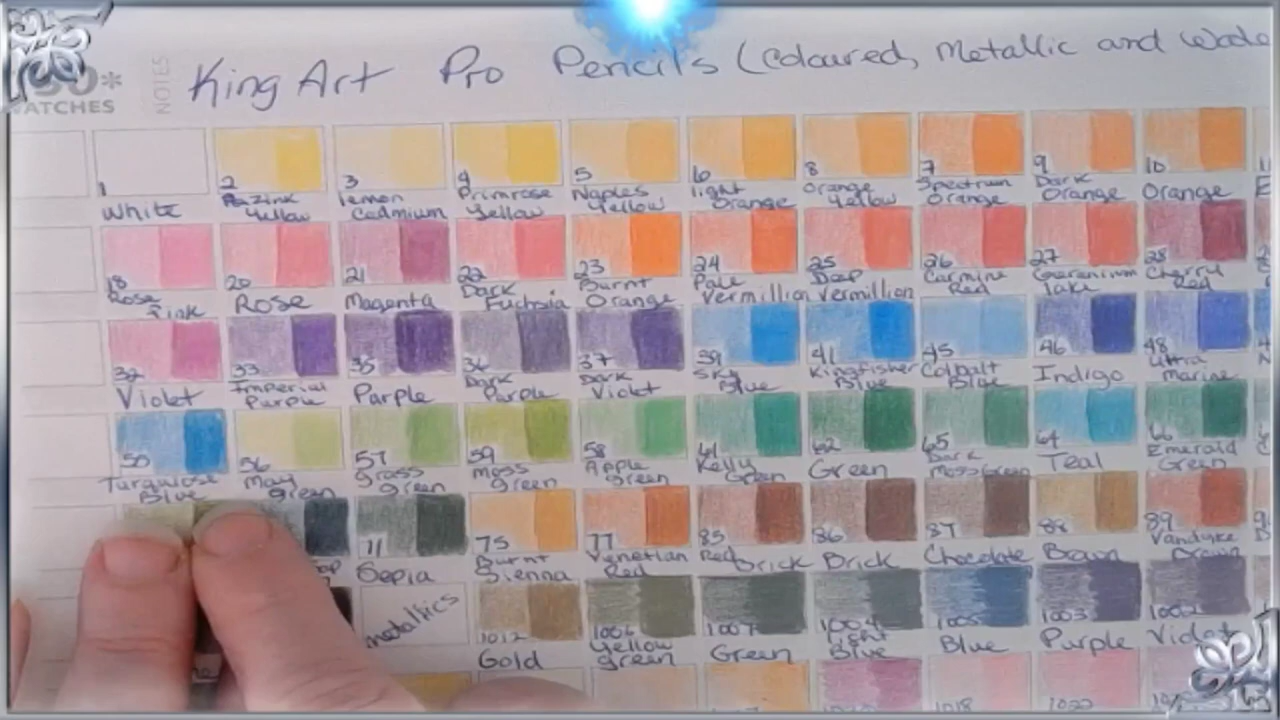 NOTES
King Art Pro Pencils (Coloured, Metallic and
ATCHES
1 2 3 4 5 6 8 7 9 10
White Zink Yellow lemon Cadmium Primrose Yellow Naples Yellow light Orange Orange Yellow Spectrum Orange Dark Orange Orange
18 20 21 22 23 24 25 26 27 28
Rose Pink Rose Magenta Dark Fuchsia Burnt Orange Pale Vermillion Deep Vermillion Carmine Red Geranium lake Cherry Red
32 33 35 36 37 39 41 45 46 48
Violet Imperial Purple Purple Dark Purple Dark Violet Sky Blue Kingfisher Blue Colbalt Blue Indigo Ultra marine
50 56 57 59 58 61 62 65 64 66
Turquoise Blue May green grass green moss green Apple green Kelly Green Green Dark Moss Green Teal Emerald Green
71 75 77 85 86 87 88 89
Sepia Burnt Sienna Venetian Red Red brick Brick Chocolate Brown Vandyke Brown
metallics 1012 1006 1007 1004 1005 1003 1002
Gold Yellow green Green light Blue Blue Purple Violet
1018 1020